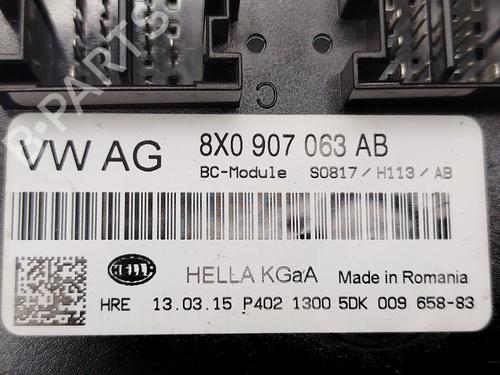 B-PARTS
C
VW AG
8X0 907 063 AB
BC-Module S0817 / H113 / AB
HELLA
HELLA KGaA Made in Romania
HRE 13.03.15 P402 1300 5DK 009 658-83